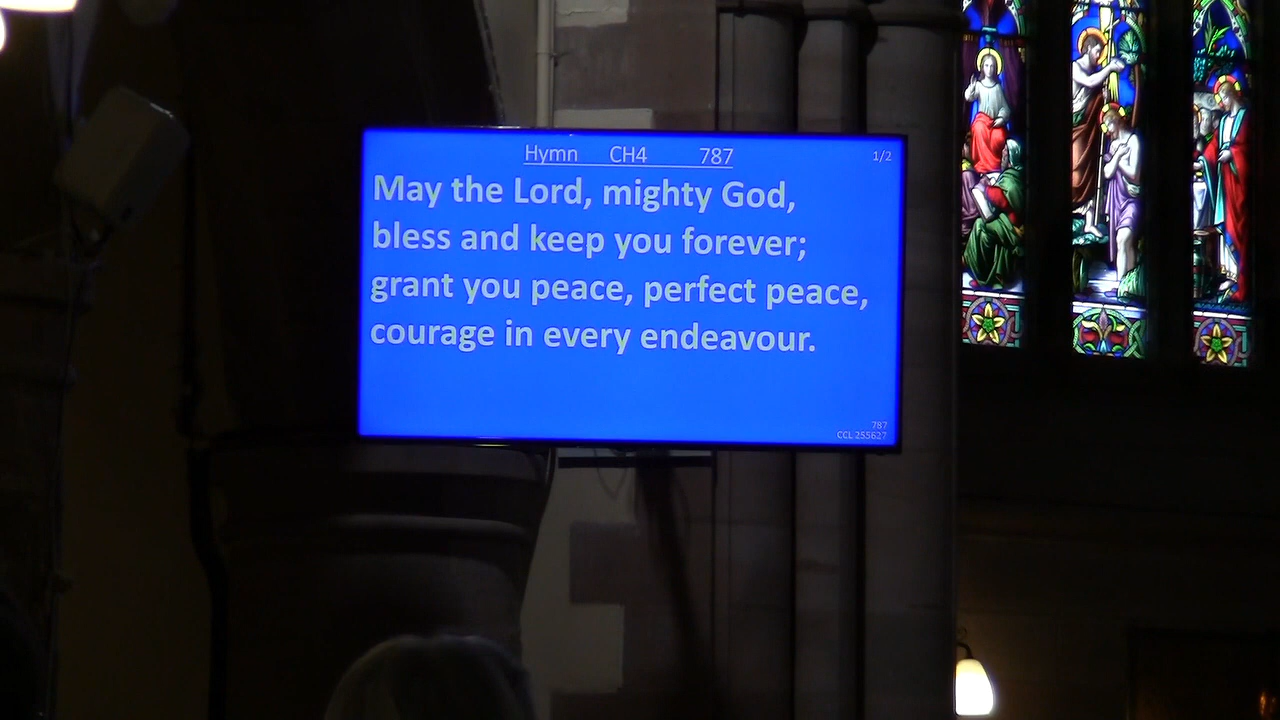 Hymn CH4 787
1/2
May the Lord, mighty God,
bless and keep you forever;
grant you peace, perfect peace,
courage in every endeavour.
787
CCL 255627